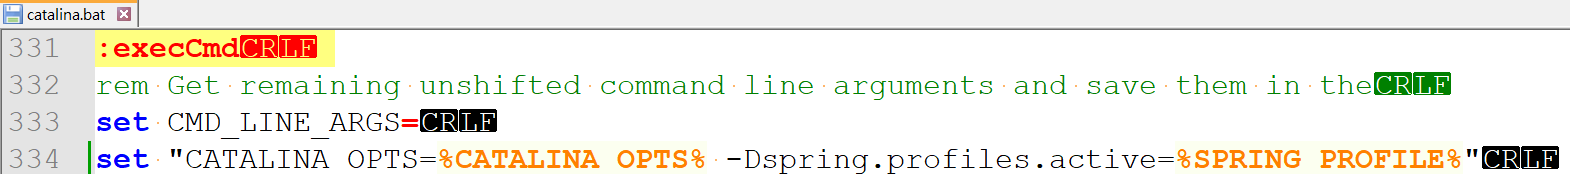 catalina.bat
331 :execCmdCRLF
332 rem Get remaining unshifted command line arguments and save them in theCRLF
333 set CMD_LINE_ARGS=CRLF
334 set "CATALINA_OPTS=%CATALINA_OPTS% -Dspring.profiles.active=%SPRING_PROFILE%"CRLF